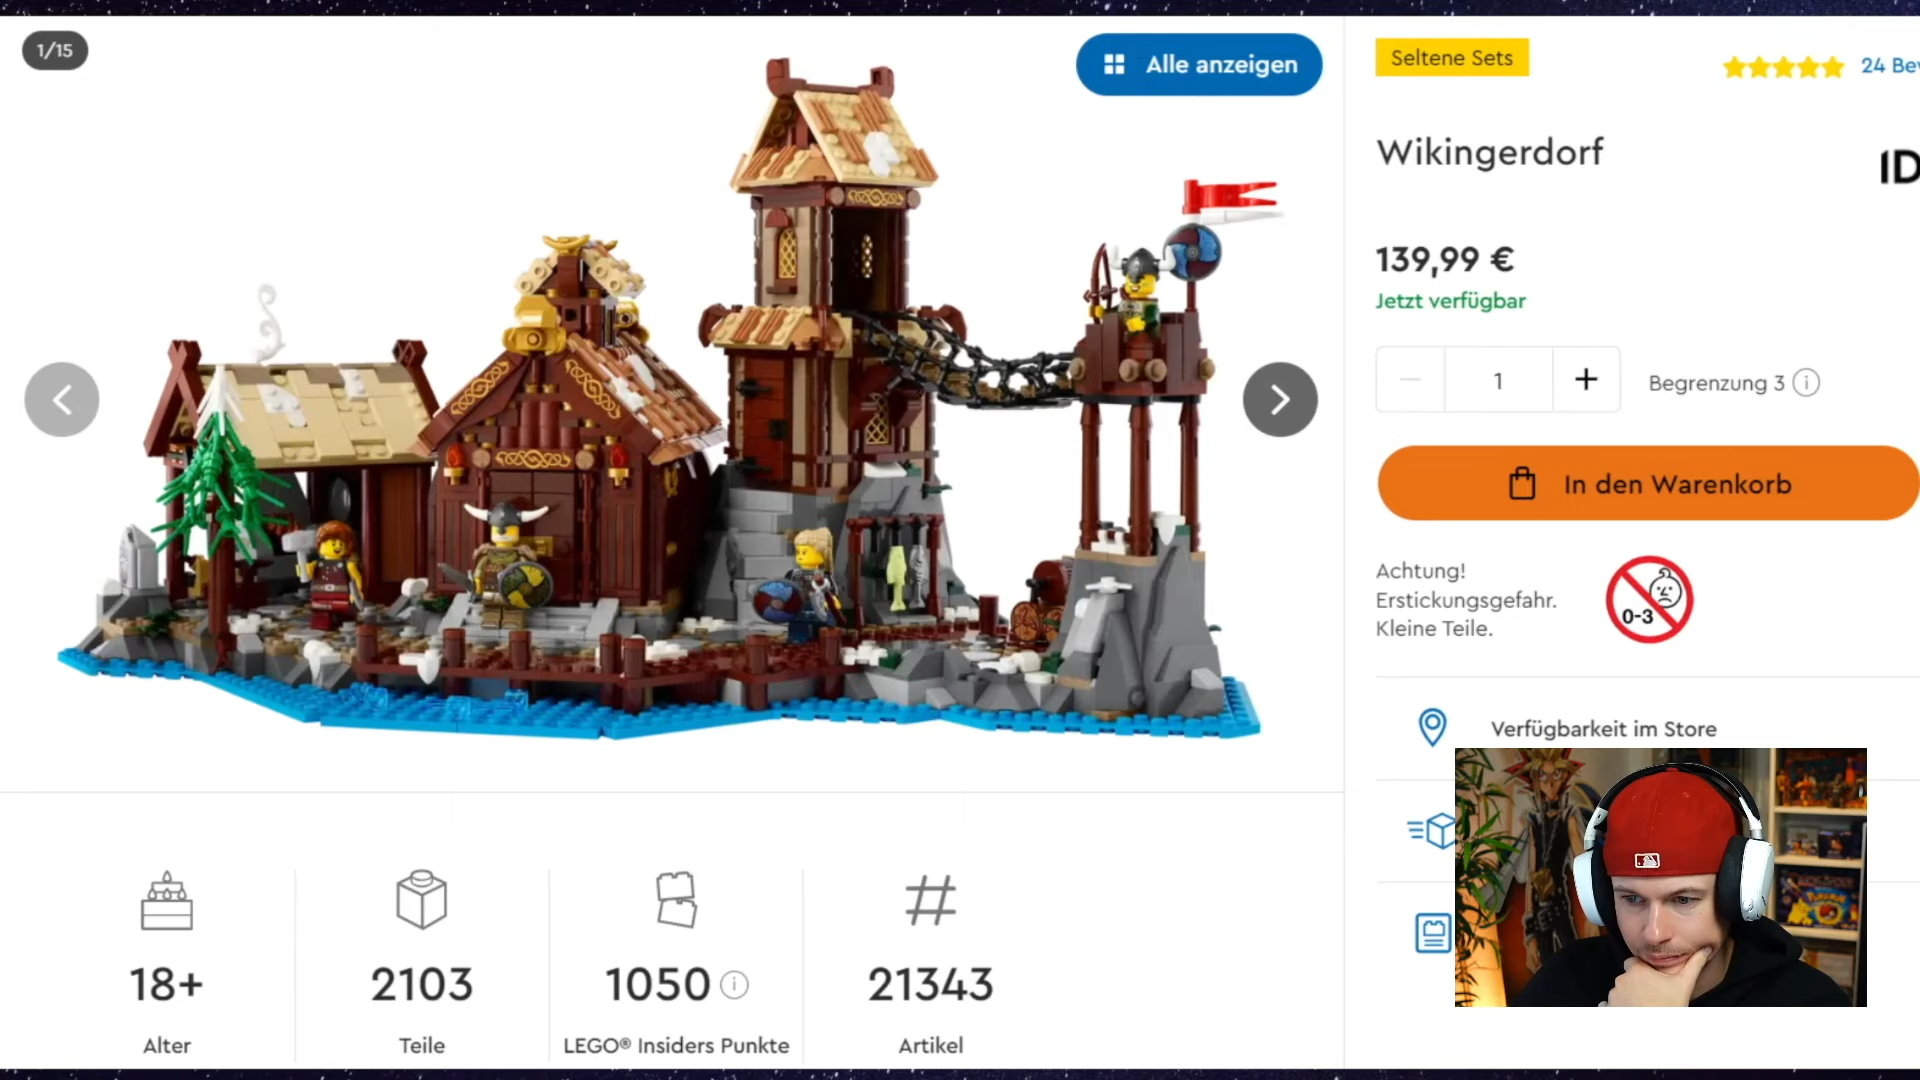 1/15
Alle anzeigen
Seltene Sets
24 Bev
Wikingerdorf
ID
139,99 €
Jetzt verfügbar
1
Begrenzung 3
In den Warenkorb
Achtung!
Erstickungsgefahr.
Kleine Teile.
0-3
Verfügbarkeit im Store
18+
2103
1050
21343
Alter
Teile
LEGO® Insiders Punkte
Artikel